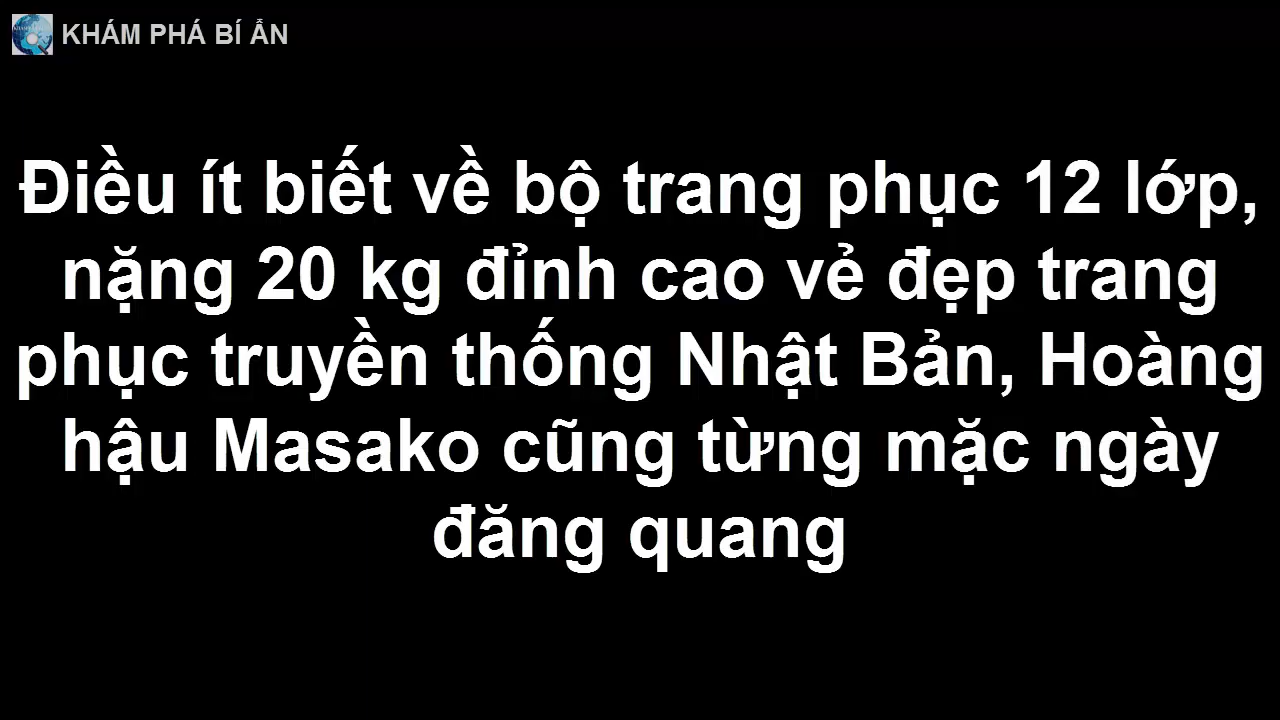 KHÁM PHÁ BÍ ẨN
Điều ít biết về bộ trang phục 12 lớp,
nặng 20 kg đỉnh cao vẻ đẹp trang
phục truyền thống Nhật Bản, Hoàng
hậu Masako cũng từng mặc ngày
đăng quang